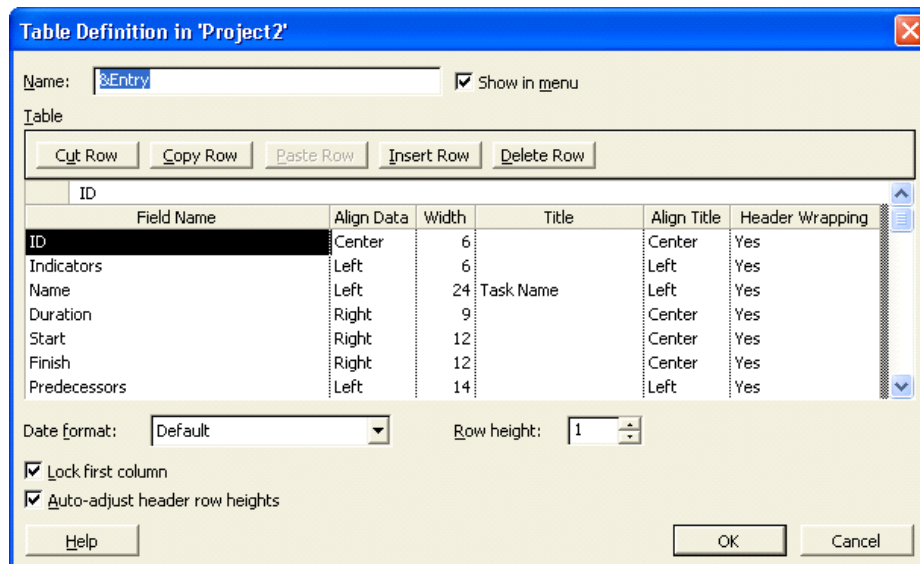 Table Definition in 'Project2'
Name: &Entry Show in menu
Table
Cut Row Copy Row Paste Row Insert Row Delete Row
ID
Field Name Align Data Width Title Align Title Header Wrapping
ID Center 6 Center Yes
Indicators Left 6 Left Yes
Name Left 24 Task Name Left Yes
Duration Right 9 Center Yes
Start Right 12 Center Yes
Finish Right 12 Center Yes
Predecessors Left 14 Left Yes
Date format: Default Row height: 1
Lock first column
Auto-adjust header row heights
Help OK Cancel